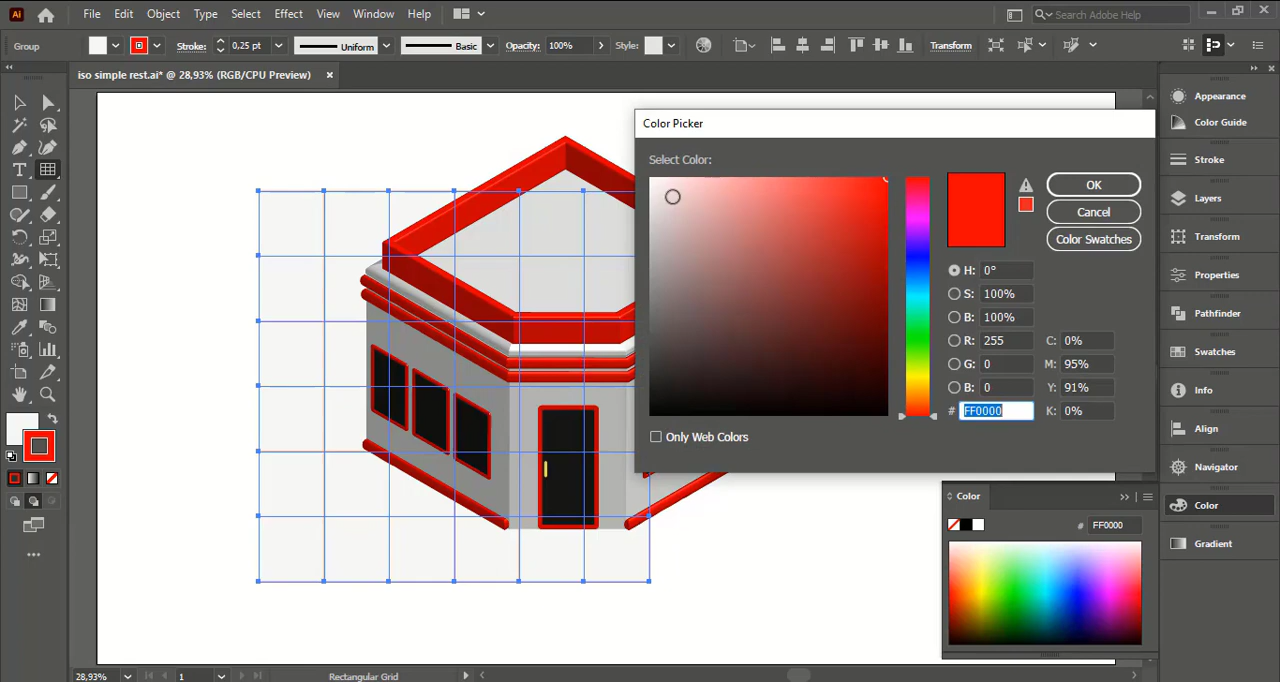 Ai File Edit Object Type Select Effect View Window Help Search Adobe Help
Group Stroke: 0,25 pt Uniform Basic Opacity: 100% Style: Transform
iso simple rest.ai* @ 28,93% (RGB/CPU Preview)
Color Picker
Select Color:
OK
Cancel
Color Swatches
H: 0°
S: 100%
B: 100%
R: 255 C: 0%
G: 0 M: 95%
B: 0 Y: 91%
# FF0000 K: 0%
Only Web Colors
Color
# FF0000
Appearance
Color Guide
Stroke
Layers
Transform
Properties
Pathfinder
Swatches
Info
Align
Navigator
Color
Gradient
28,93% 1 Rectangular Grid